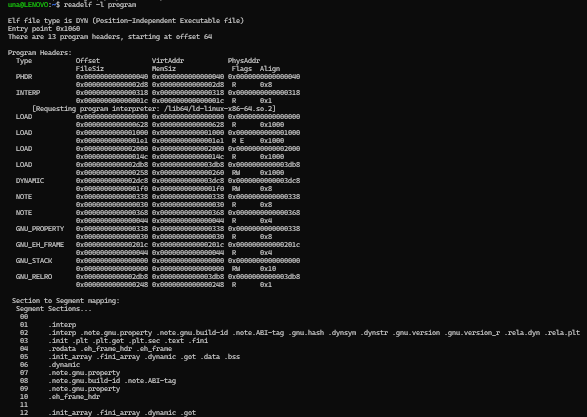 uma@LENOVO:~$ readelf -l program
Elf file type is DYN (Position-Independent Executable file)
Entry point 0x1060
There are 13 program headers, starting at offset 64
Program Headers:
Type Offset VirtAddr PhysAddr
FileSiz MemSiz Flags Align
PHDR 0x0000000000000040 0x0000000000000040 0x0000000000000040
0x00000000000002d8 0x00000000000002d8 R 0x8
INTERP 0x0000000000000318 0x0000000000000318 0x0000000000000318
0x000000000000001c 0x000000000000001c R 0x1
[Requesting program interpreter: /lib64/ld-linux-x86-64.so.2]
LOAD 0x0000000000000000 0x0000000000000000 0x0000000000000000
0x0000000000000628 0x0000000000000628 R 0x1000
LOAD 0x0000000000001000 0x0000000000001000 0x0000000000001000
0x00000000000001e1 0x00000000000001e1 R E 0x1000
LOAD 0x0000000000002000 0x0000000000002000 0x0000000000002000
0x000000000000014c 0x000000000000014c R 0x1000
LOAD 0x0000000000002db8 0x0000000000003db8 0x0000000000003db8
0x0000000000000258 0x0000000000000260 RW 0x1000
DYNAMIC 0x0000000000002dc8 0x0000000000003dc8 0x0000000000003dc8
0x00000000000001f0 0x00000000000001f0 RW 0x8
NOTE 0x0000000000000338 0x0000000000000338 0x0000000000000338
0x0000000000000030 0x0000000000000030 R 0x8
NOTE 0x0000000000000368 0x0000000000000368 0x0000000000000368
0x0000000000000044 0x0000000000000044 R 0x4
GNU_PROPERTY 0x0000000000000338 0x0000000000000338 0x0000000000000338
0x0000000000000030 0x0000000000000030 R 0x8
GNU_EH_FRAME 0x000000000000201c 0x000000000000201c 0x000000000000201c
0x0000000000000044 0x0000000000000044 R 0x4
GNU_STACK 0x0000000000000000 0x0000000000000000 0x0000000000000000
0x0000000000000000 0x0000000000000000 RW 0x10
GNU_RELRO 0x0000000000002db8 0x0000000000003db8 0x0000000000003db8
0x0000000000000248 0x0000000000000248 R 0x1
Section to Segment mapping:
Segment Sections...
00
01 .interp
02 .interp .note.gnu.property .note.gnu.build-id .note.ABI-tag .gnu.hash .dynsym .dynstr .gnu.version .gnu.version_r .rela.dyn .rela.plt
03 .init .plt .plt.got .plt.sec .text .fini
04 .rodata .eh_frame_hdr .eh_frame
05 .init_array .fini_array .dynamic .got .data .bss
06 .dynamic
07 .note.gnu.property
08 .note.gnu.build-id .note.ABI-tag
09 .note.gnu.property
10 .eh_frame_hdr
11
12 .init_array .fini_array .dynamic .got